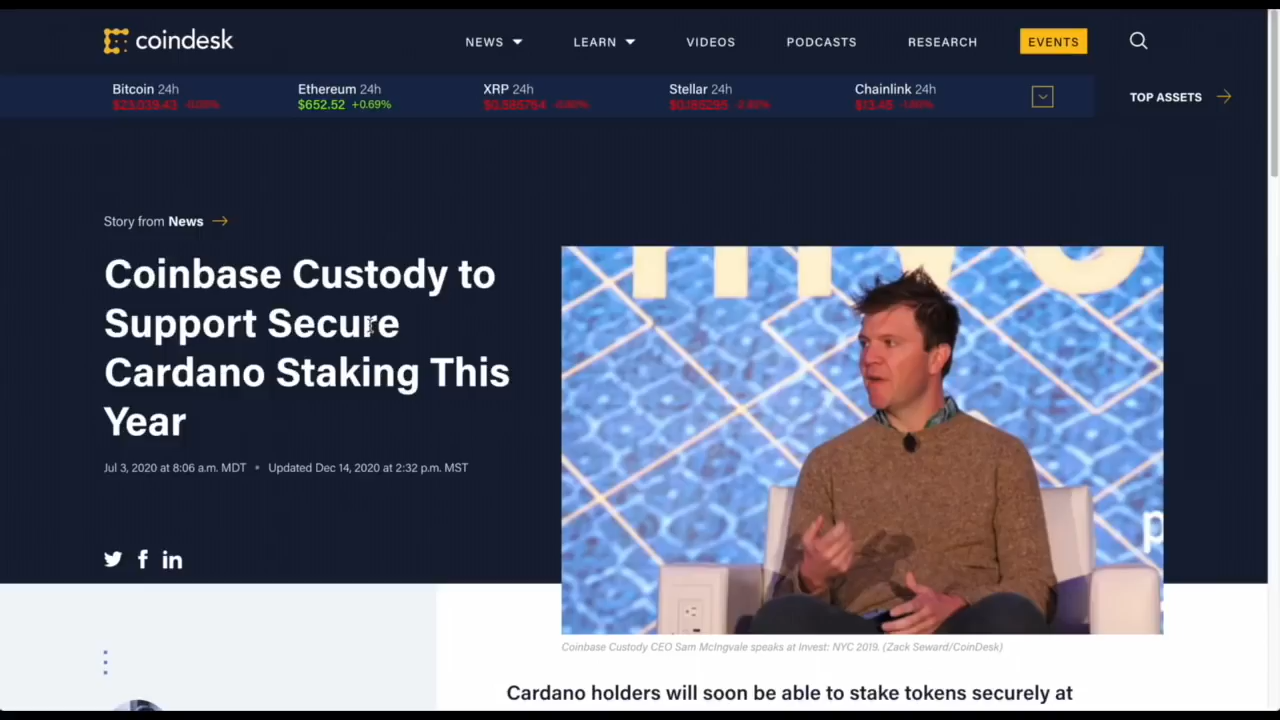 coindesk
NEWS LEARN VIDEOS PODCASTS RESEARCH EVENTS
Bitcoin 24h Ethereum 24h XRP 24h Stellar 24h Chainlink 24h
$652.52 +0.69%
TOP ASSETS
Story from News
Coinbase Custody to
Support Secure
Cardano Staking This
Year
Jul 3, 2020 at 8:06 a.m. MDT • Updated Dec 14, 2020 at 2:32 p.m. MST
Coinbase Custody CEO Sam McIngvale speaks at Invest: NYC 2019. (Zack Seward/CoinDesk)
Cardano holders will soon be able to stake tokens securely at